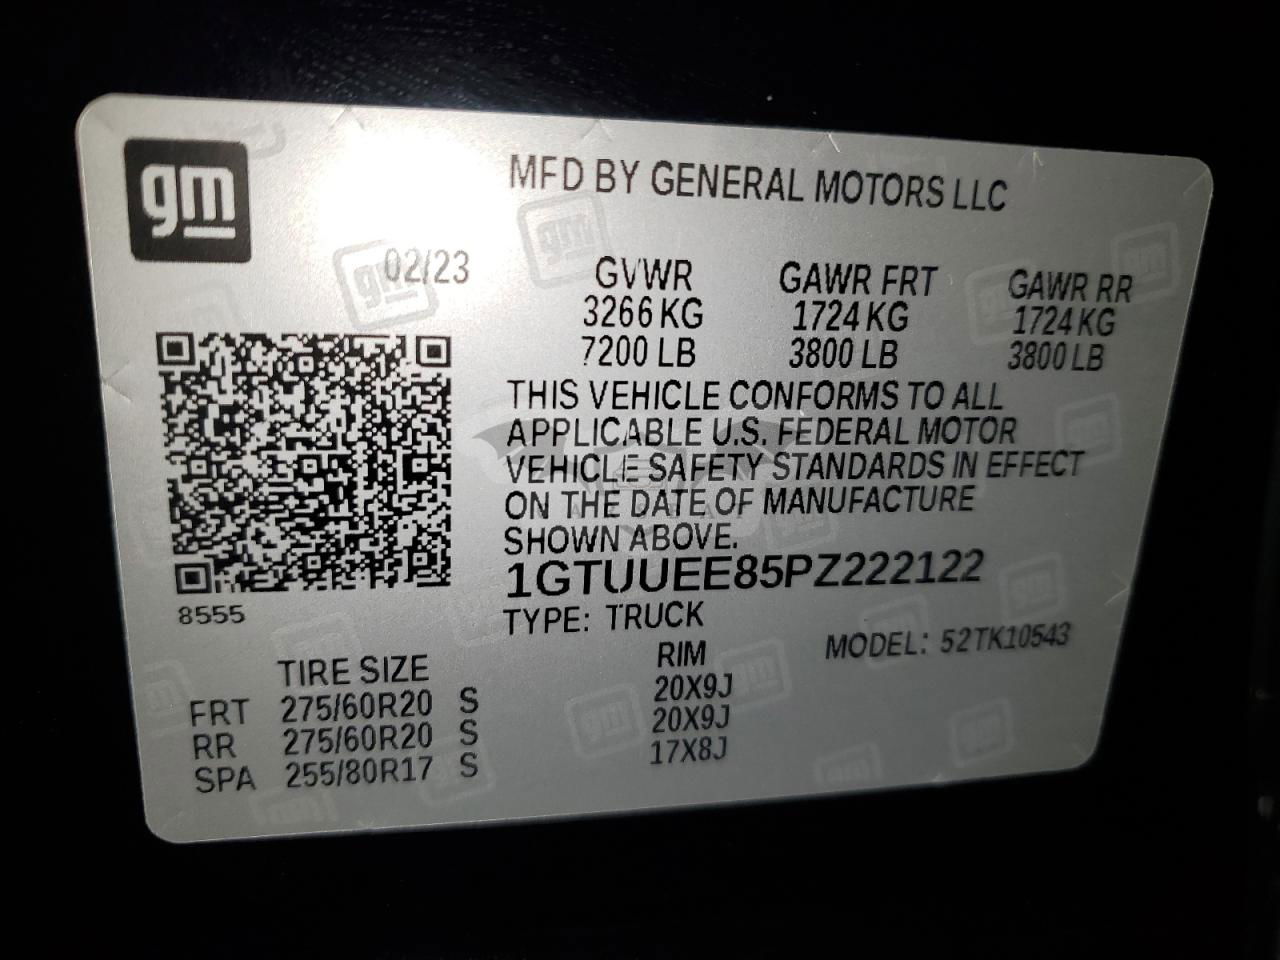 gm
MFD BY GENERAL MOTORS LLC
02/23
GVWR GAWR FRT GAWR RR
3266 KG 1724 KG 1724 KG
7200 LB 3800 LB 3800 LB
THIS VEHICLE CONFORMS TO ALL
APPLICABLE U.S. FEDERAL MOTOR
VEHICLE SAFETY STANDARDS IN EFFECT
ON THE DATE OF MANUFACTURE
SHOWN ABOVE.
1GTUUEE85PZ222122
8555
TYPE: TRUCK
MODEL: 52TK10543
TIRE SIZE RIM
FRT 275/60R20 S 20X9J
RR 275/60R20 S 20X9J
SPA 255/80R17 S 17X8J